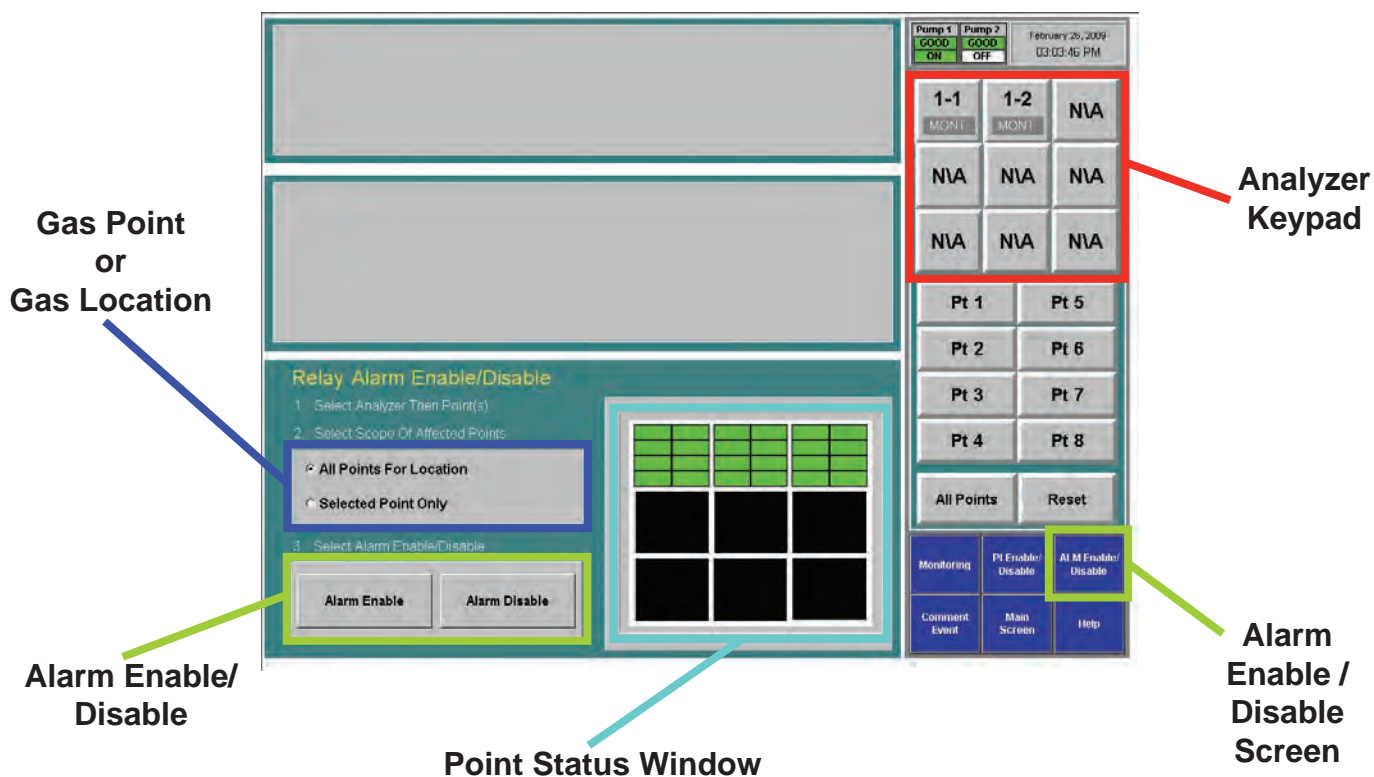 Pump 1 Pump 2
GOOD GOOD
ON OFF
February 26, 2009
03:03:46 PM
1-1 1-2 N\A
MONT MONT
N\A N\A N\A
N\A N\A N\A
Analyzer
Keypad
Gas Point
or
Gas Location
Pt 1 Pt 5
Pt 2 Pt 6
Pt 3 Pt 7
Pt 4 Pt 8
All Points Reset
Relay Alarm Enable/Disable
1. Select Analyzer Then Point(s)
2. Select Scope Of Affected Points
All Points For Location
Selected Point Only
3. Select Alarm Enable/Disable
Alarm Enable Alarm Disable
Monitoring PI Enable/ ALM Enable/
Disable Disable
Comment Main Help
Event Screen
Alarm Enable/
Disable
Point Status Window
Alarm
Enable /
Disable
Screen